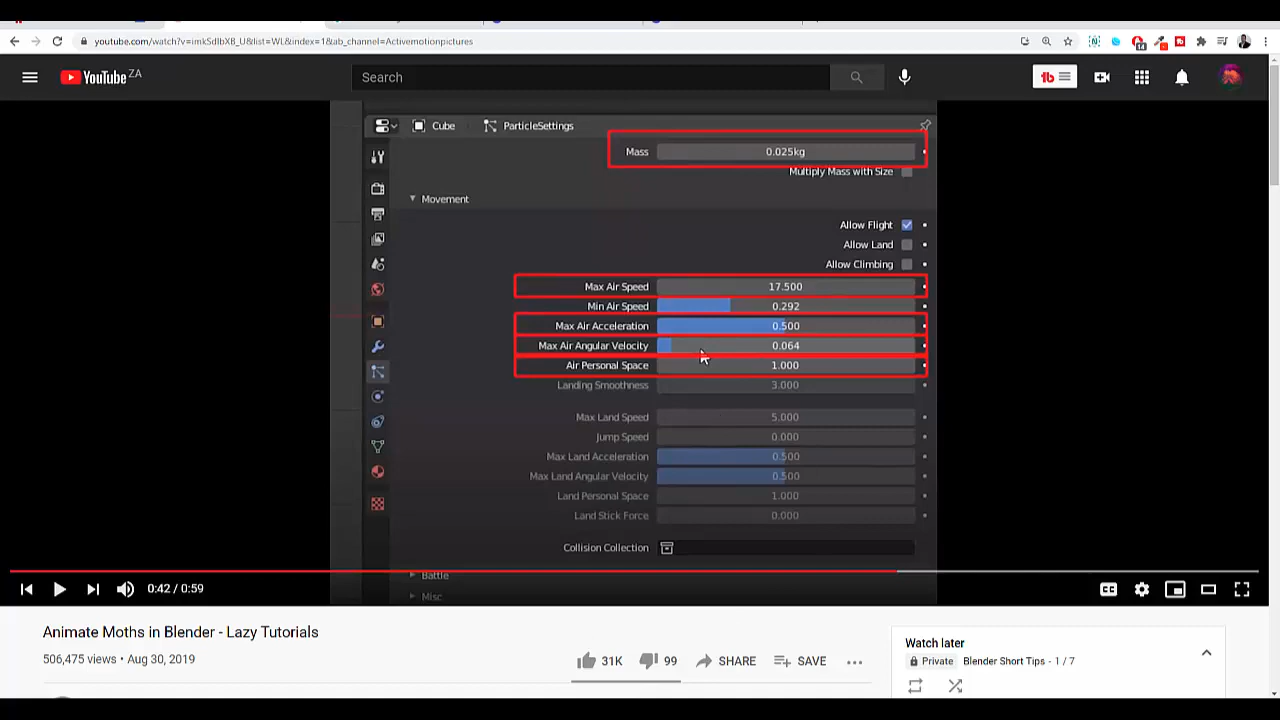 youtube.com/watch?v=imkSdIbXB_U&list=WL&index=1&ab_channel=Activemotionpictures
YouTube ZA
Search
Cube ParticleSettings
Mass 0.025kg
Multiply Mass with Size
Movement
Allow Flight
Allow Land
Allow Climbing
Max Air Speed 17.500
Min Air Speed 0.292
Max Air Acceleration 0.500
Max Air Angular Velocity 0.064
Air Personal Space 1.000
Landing Smoothness 3.000
Max Land Speed 5.000
Jump Speed 0.000
Max Land Acceleration 0.500
Max Land Angular Velocity 0.500
Land Personal Space 1.000
Land Stick Force 0.000
Collision Collection
Battle
Misc
0:42 / 0:59
CC
Animate Moths in Blender - Lazy Tutorials
506,475 views • Aug 30, 2019
31K 99 SHARE SAVE
Watch later
Private Blender Short Tips - 1 / 7